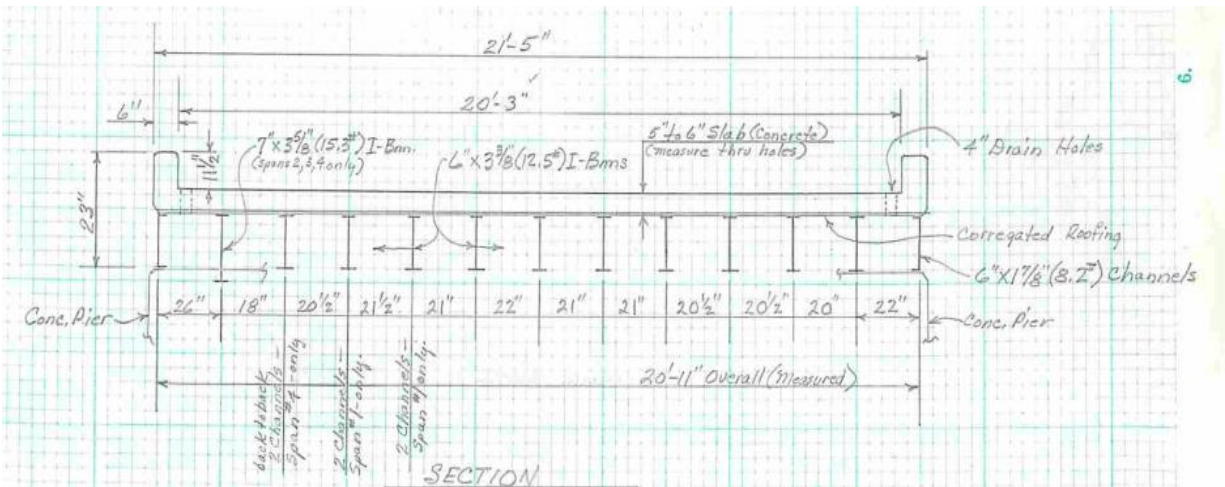 21'-5"
6.
20'-3"
6"
7"x3 5/8"(15.3#) I-Bm.
(spans 2,3,4 only)
6"x3 3/8"(12.5#) I-Bms
5" to 6" Slab (Concrete)
(measure thru holes)
4" Drain Holes
11 1/2"
23"
Corregated Roofing
6"x1 7/8"(8.2#) Channels
26" 18" 20 1/2" 21 1/2" 21" 22" 21" 21" 20 1/2" 20 1/2" 20" 22"
Conc. Pier
Conc. Pier
20'-11" Overall (Measured)
back to back
2 Channels-
Span #4-only
2 Channels-
Span #1-only.
2 Channels-
Span #1 only.
SECTION